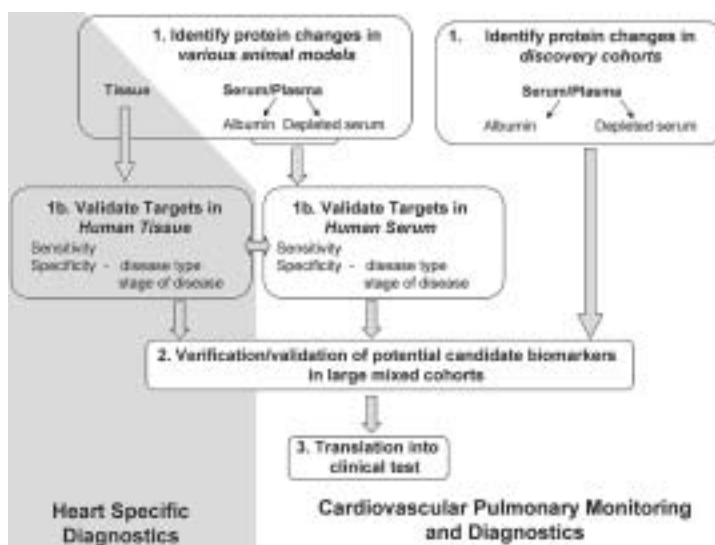 1. Identify protein changes in
various animal models
Tissue
Serum/Plasma
Albumin Depleted serum
1. Identify protein changes in
discovery cohorts
Serum/Plasma
Albumin Depleted serum
1b. Validate Targets in
Human Tissue
Sensitivity
Specificity - disease type
stage of disease
1b. Validate Targets in
Human Serum
Sensitivity
Specificity - disease type
stage of disease
2. Verification/validation of potential candidate biomarkers
in large mixed cohorts
3. Translation into
clinical test
Heart Specific
Diagnostics
Cardiovascular Pulmonary Monitoring
and Diagnostics